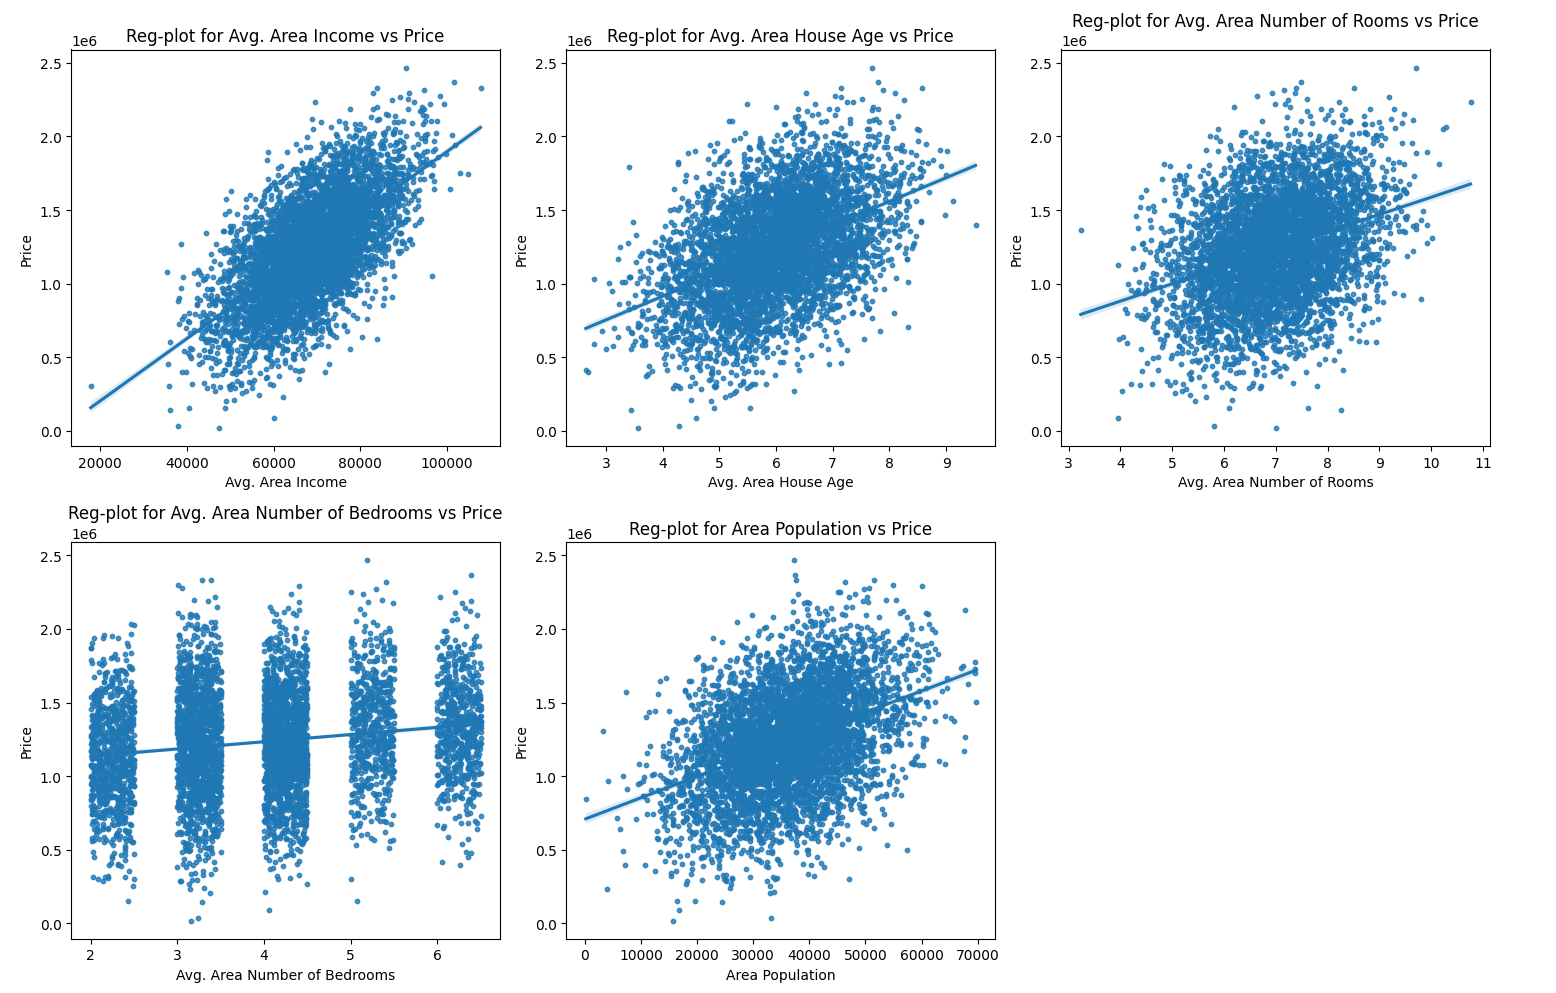 Reg-plot for Avg. Area Income vs Price
1e6
2.5
2.0
1.5
1.0
0.5
0.0
Price
20000 40000 60000 80000 100000
Avg. Area Income
Reg-plot for Avg. Area House Age vs Price
1e6
2.5
2.0
1.5
1.0
0.5
0.0
Price
3 4 5 6 7 8 9
Avg. Area House Age
Reg-plot for Avg. Area Number of Rooms vs Price
1e6
2.5
2.0
1.5
1.0
0.5
0.0
Price
3 4 5 6 7 8 9 10 11
Avg. Area Number of Rooms
Reg-plot for Avg. Area Number of Bedrooms vs Price
1e6
2.5
2.0
1.5
1.0
0.5
0.0
Price
2 3 4 5 6
Avg. Area Number of Bedrooms
Reg-plot for Area Population vs Price
1e6
2.5
2.0
1.5
1.0
0.5
0.0
Price
0 10000 20000 30000 40000 50000 60000 70000
Area Population